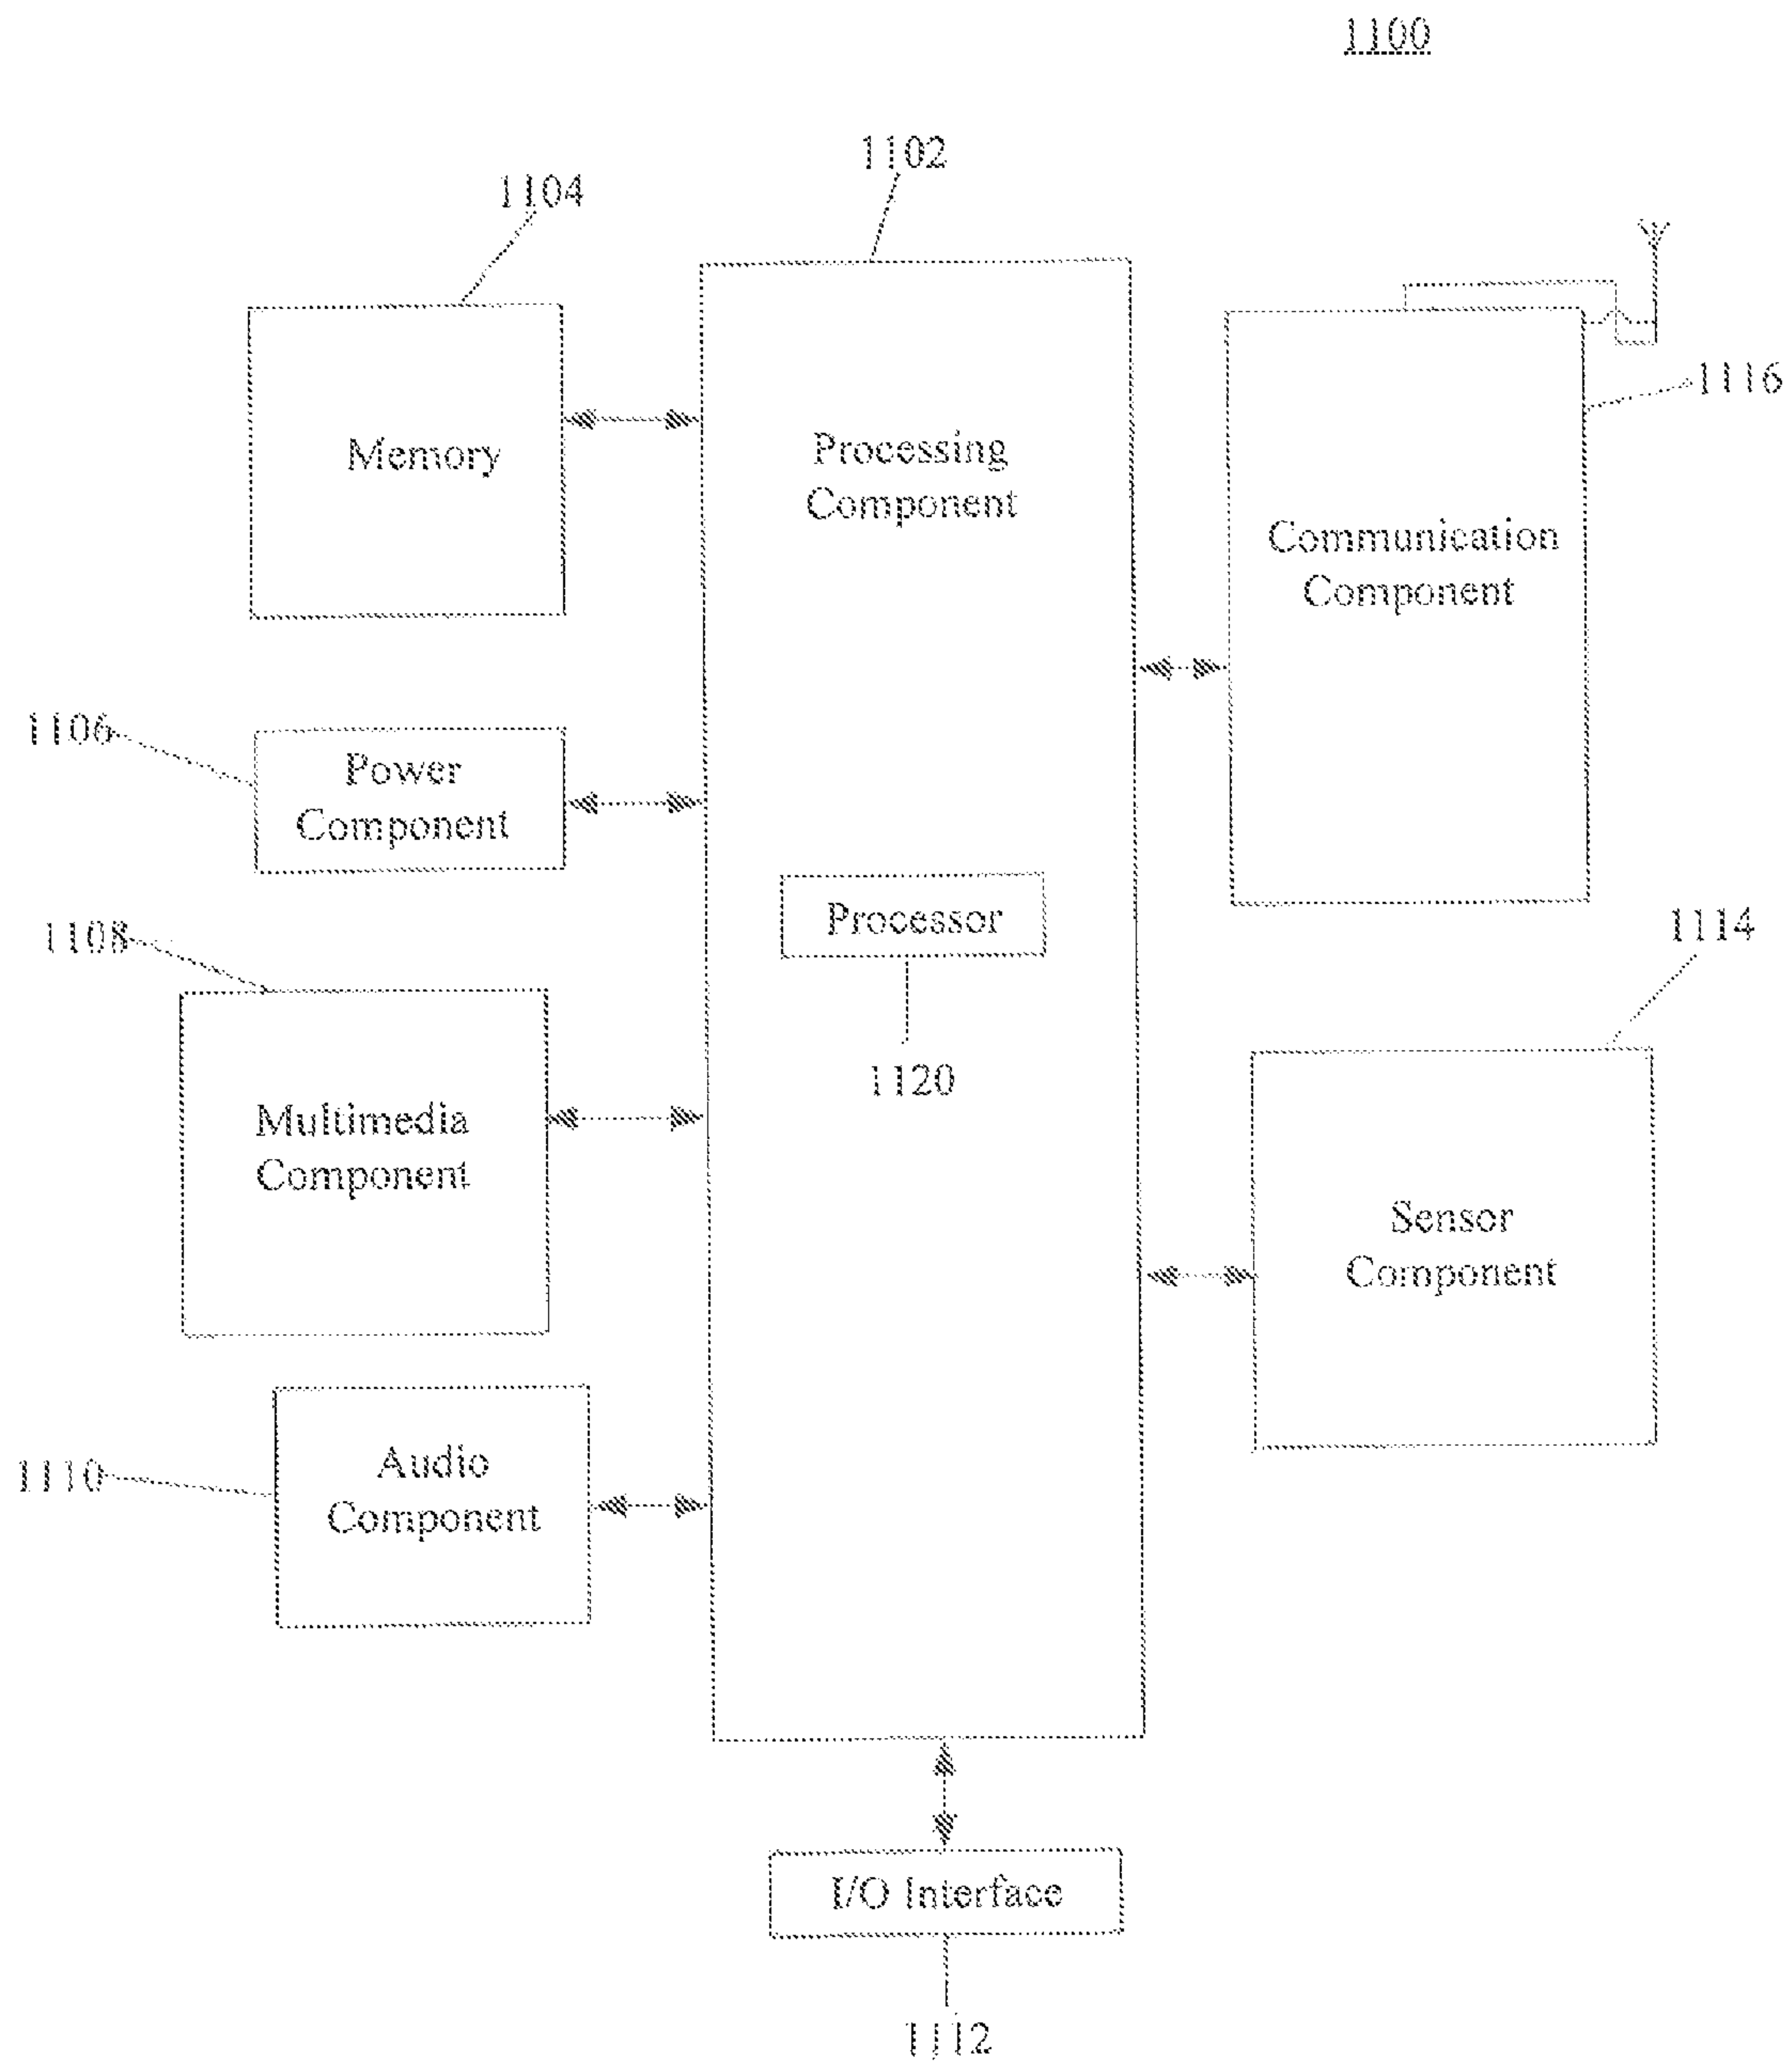 1100
1102
1104
Memory
Processing
Component
1116
Communication
Component
1106
Power
Component
Processor
1120
1108
Multimedia
Component
1114
Sensor
Component
1110
Audio
Component
I/O Interface
1112